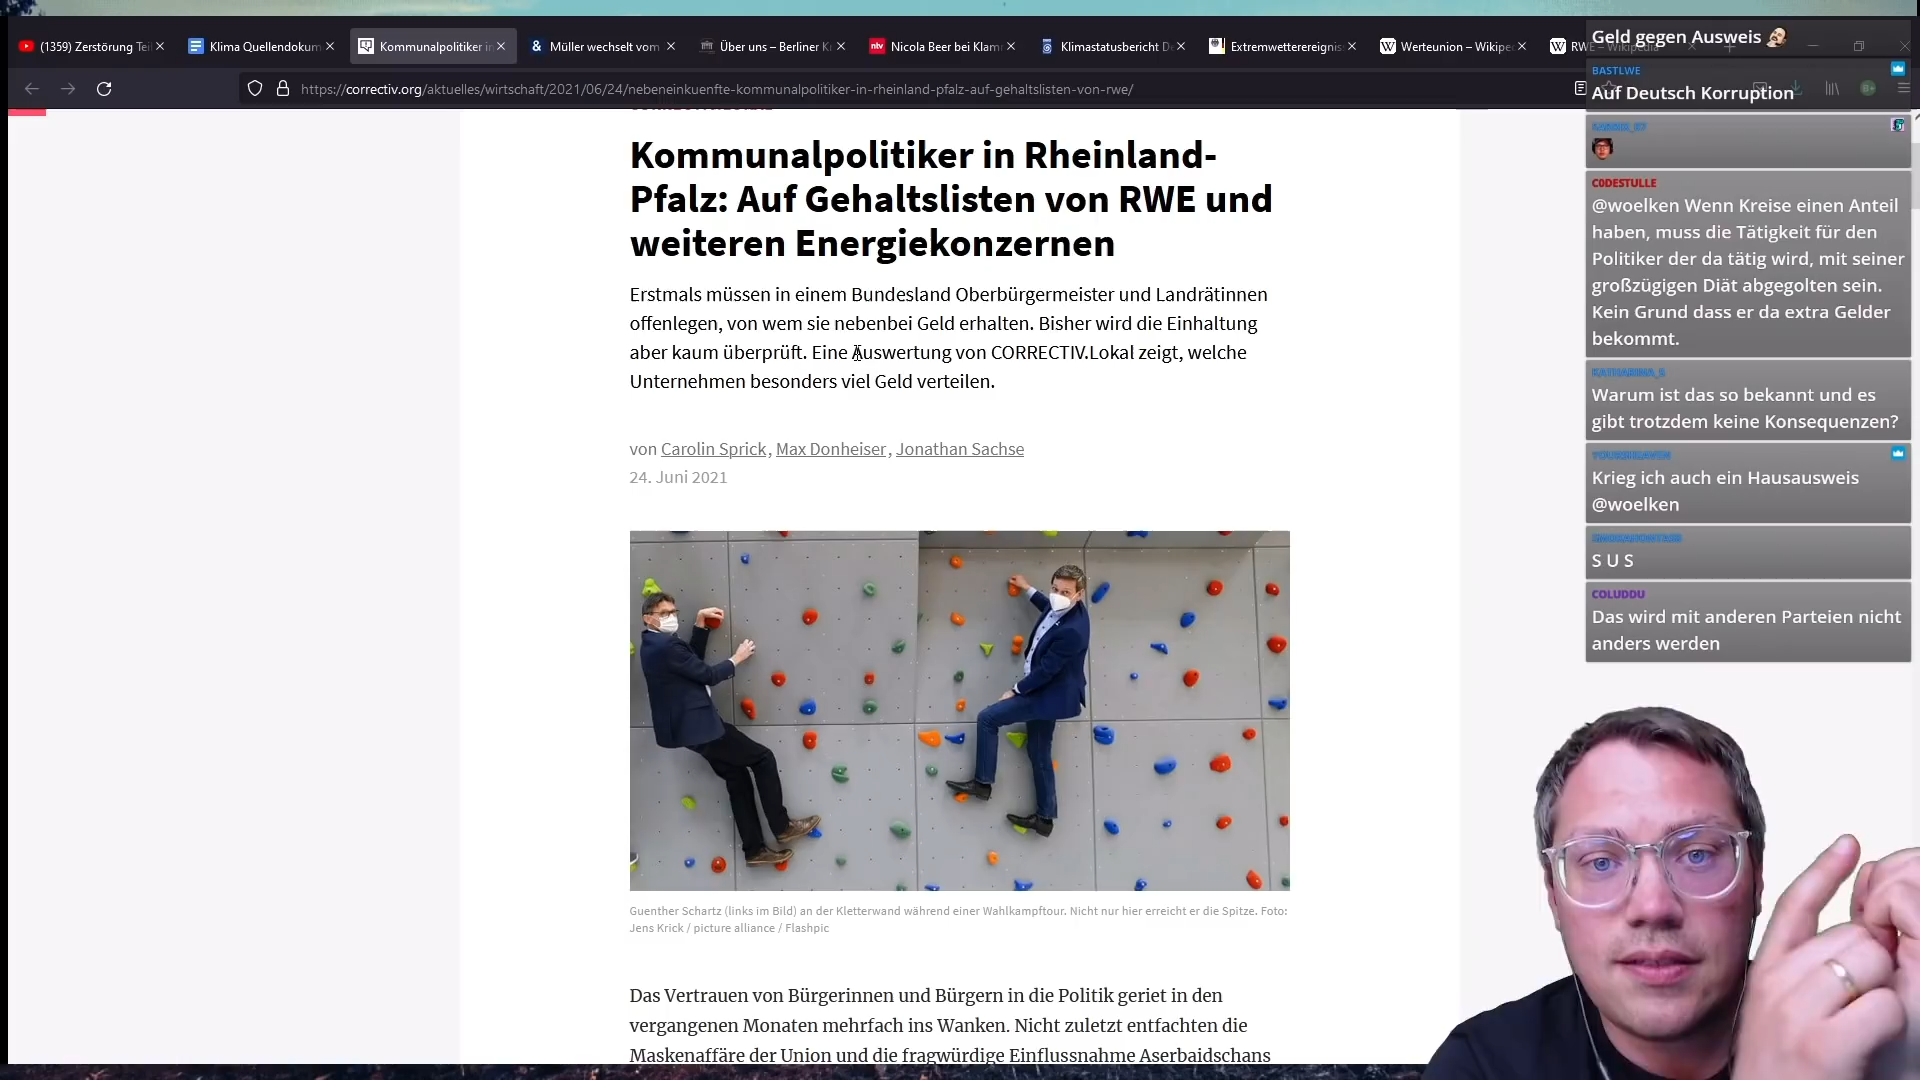 (1359) Zerstörung Teil
Klima Quellendokum
Kommunalpolitiker in
Müller wechselt vom
Über uns – Berliner K
Nicola Beer bei Klam
Klimastatusbericht D
Extremwetterereignis
Werteunion – Wikipe
RWE – Wikipedia
https://correctiv.org/aktuelles/wirtschaft/2021/06/24/nebeneinkuenfte-kommunalpolitiker-in-rheinland-pfalz-auf-gehaltslisten-von-rwe/
Kommunalpolitiker in Rheinland-
Pfalz: Auf Gehaltslisten von RWE und
weiteren Energiekonzernen
Erstmals müssen in einem Bundesland Oberbürgermeister und Landrätinnen
offenlegen, von wem sie nebenbei Geld erhalten. Bisher wird die Einhaltung
aber kaum überprüft. Eine Auswertung von CORRECTIV.Lokal zeigt, welche
Unternehmen besonders viel Geld verteilen.
von Carolin Sprick, Max Donheiser, Jonathan Sachse
24. Juni 2021
Guenther Schartz (links im Bild) an der Kletterwand während einer Wahlkampftour. Nicht nur hier erreicht er die Spitze. Foto:
Jens Krick / picture alliance / Flashpic
Das Vertrauen von Bürgerinnen und Bürgern in die Politik geriet in den
vergangenen Monaten mehrfach ins Wanken. Nicht zuletzt entfachten die
Maskenaffäre der Union und die fragwürdige Einflussnahme Aserbaidschans
Geld gegen Ausweis
BASTLWE
Auf Deutsch Korruption
C0DESTULLE
@woelken Wenn Kreise einen Anteil
haben, muss die Tätigkeit für den
Politiker der da tätig wird, mit seiner
großzügigen Diät abgegolten sein.
Kein Grund dass er da extra Gelder
bekommt.
KATHARINA_S
Warum ist das so bekannt und es
gibt trotzdem keine Konsequenzen?
Krieg ich auch ein Hausausweis
@woelken
S U S
COLUDDU
Das wird mit anderen Parteien nicht
anders werden